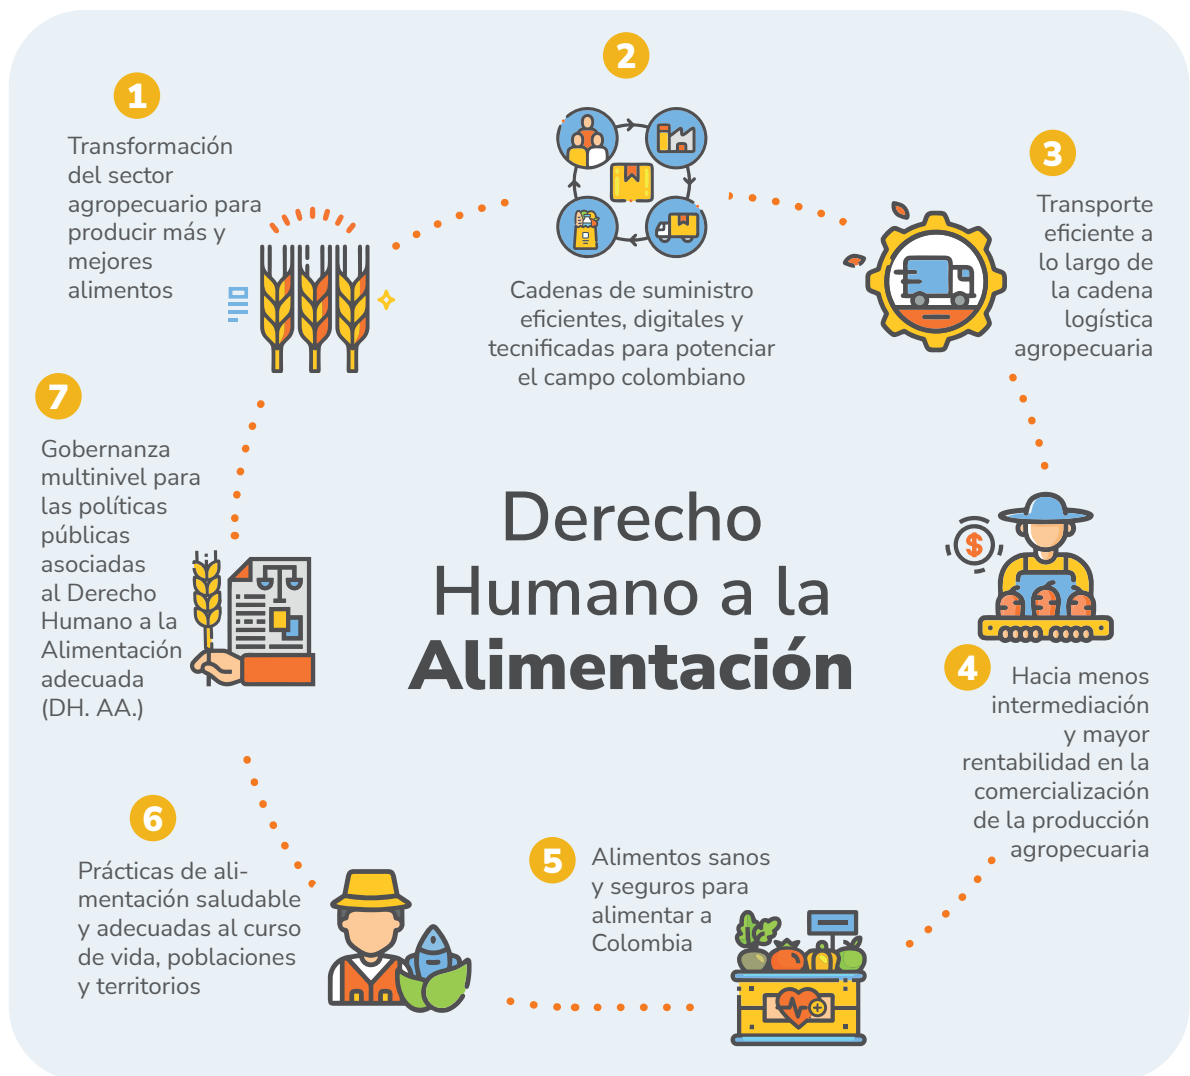 1
Transformación
del sector
agropecuario para
producir más y
mejores
alimentos
2
Cadenas de suministro
eficientes, digitales y
tecnificadas para potenciar
el campo colombiano
3
Transporte
eficiente a
lo largo de
la cadena
logística
agropecuaria
$
4
Hacia menos
intermediación
y mayor
rentabilidad en la
comercialización
de la producción
agropecuaria
5
Alimentos sanos
y seguros para
alimentar a
Colombia
6
Prácticas de ali-
mentación saludable
y adecuadas al curso
de vida, poblaciones
y territorios
7
Gobernanza
multinivel para
las políticas
públicas
asociadas
al Derecho
Humano a la
Alimentación
adecuada
(DH. AA.)
Derecho
Humano a la
Alimentación